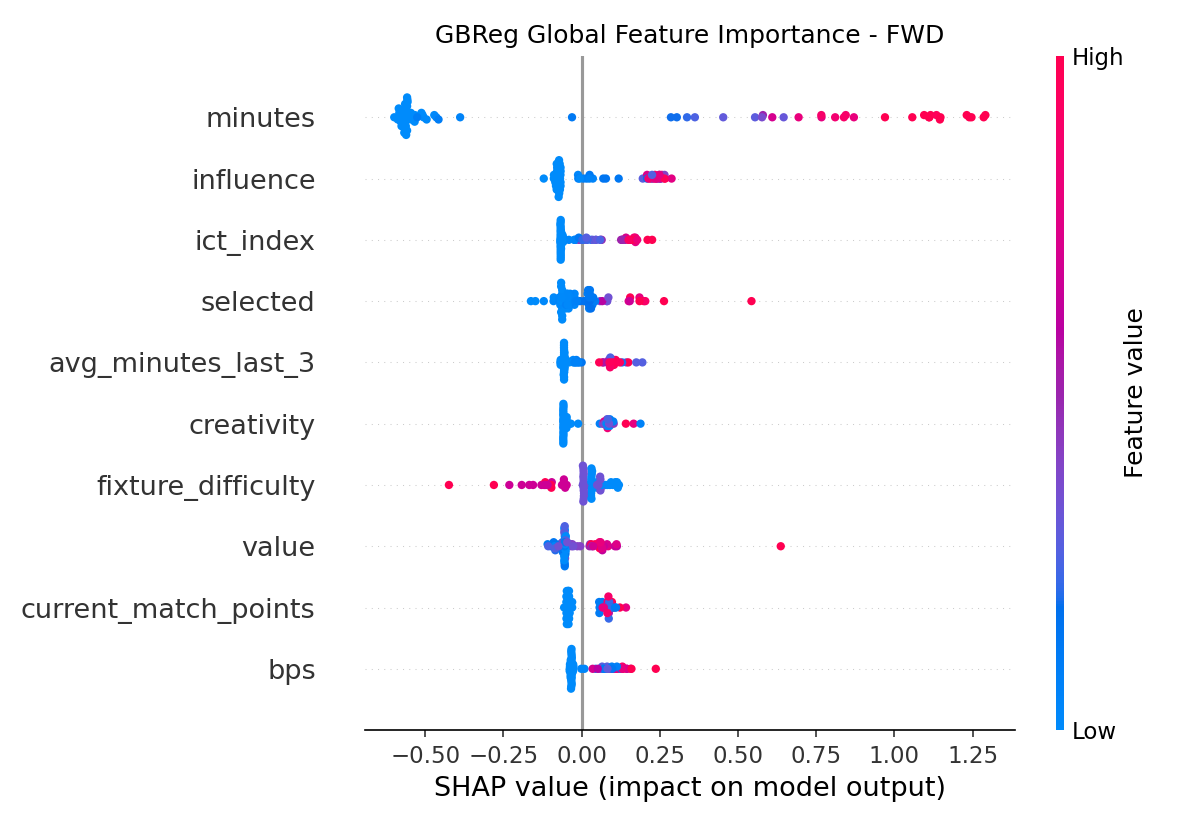 GBReg Global Feature Importance - FWD
High
minutes
influence
ict_index
selected
avg_minutes_last_3
creativity
fixture_difficulty
value
current_match_points
bps
Feature value
Low
−0.50 −0.25 0.00 0.25 0.50 0.75 1.00 1.25
SHAP value (impact on model output)